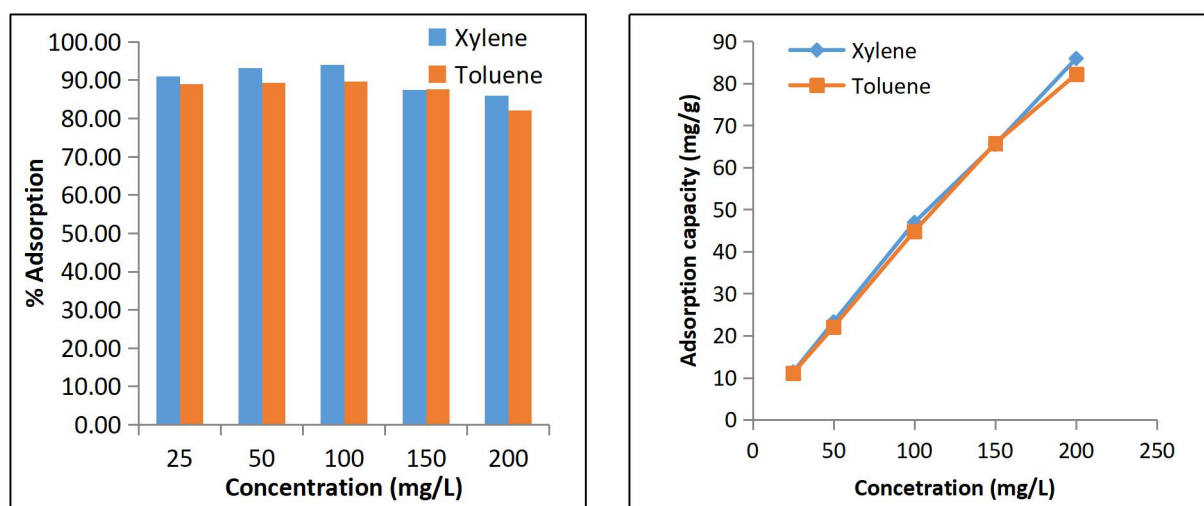 100.00
90.00
80.00
70.00
60.00
50.00
40.00
30.00
20.00
10.00
0.00
% Adsorption
Xylene
Toluene
25 50 100 150 200
Concentration (mg/L)
90
80
70
60
50
40
30
20
10
0
Adsorption capacity (mg/g)
Xylene
Toluene
0 50 100 150 200 250
Concetration (mg/L)